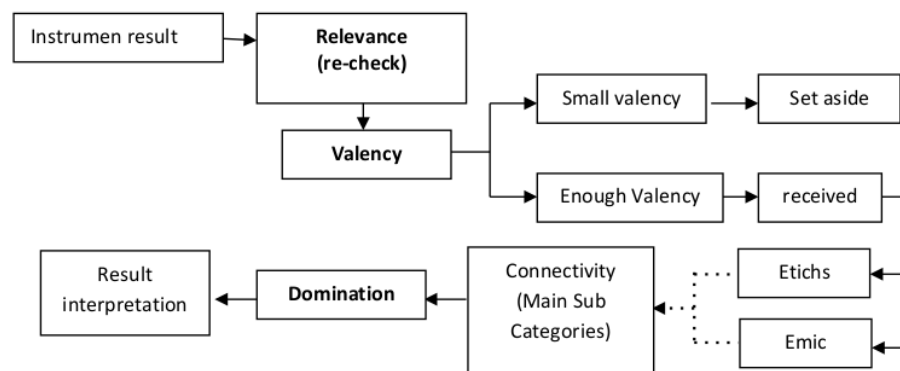 Instrumen result
Relevance
(re-check)
Small valency
Set aside
Valency
Enough Valency
received
Result
interpretation
Domination
Connectivity
(Main Sub
Categories)
Etichs
Emic